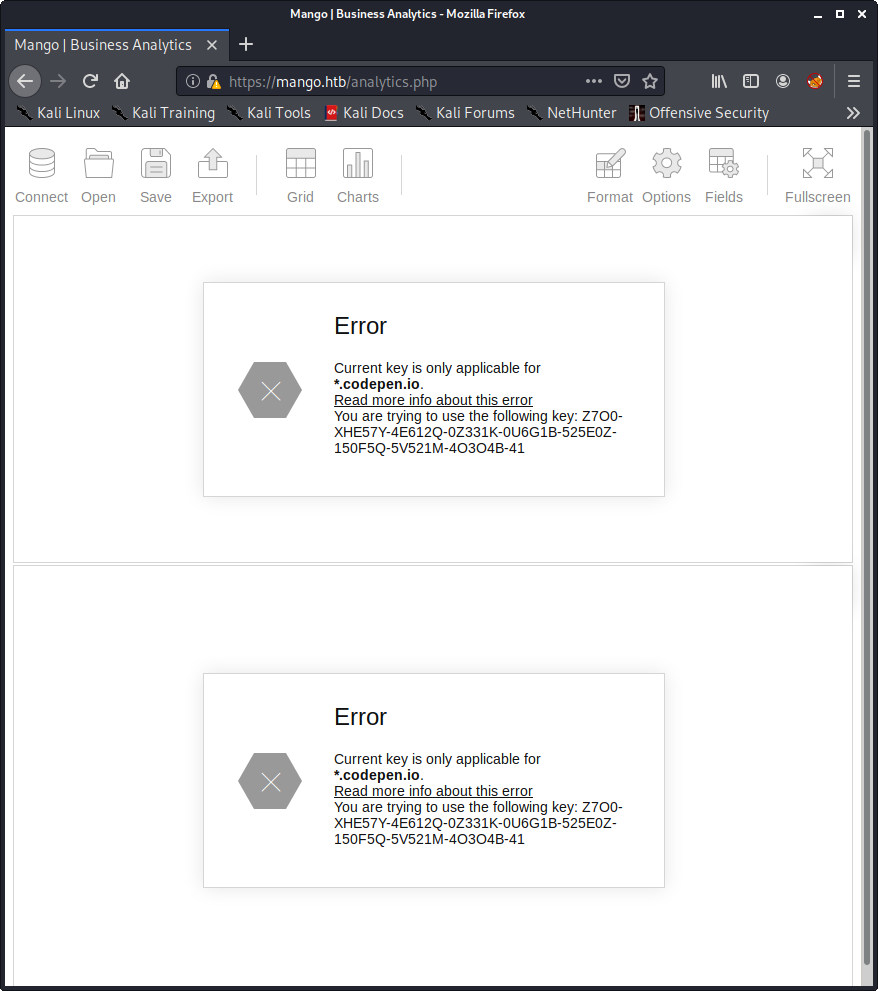 Mango | Business Analytics - Mozilla Firefox
Mango | Business Analytics
https://mango.htb/analytics.php
Kali Linux Kali Training Kali Tools Kali Docs Kali Forums NetHunter Offensive Security
Connect Open Save Export Grid Charts Format Options Fields Fullscreen
Error
Current key is only applicable for
*.codepen.io.
Read more info about this error
You are trying to use the following key: Z7O0-
XHE57Y-4E612Q-0Z331K-0U6G1B-525E0Z-
150F5Q-5V521M-4O3O4B-41
Error
Current key is only applicable for
*.codepen.io.
Read more info about this error
You are trying to use the following key: Z7O0-
XHE57Y-4E612Q-0Z331K-0U6G1B-525E0Z-
150F5Q-5V521M-4O3O4B-41